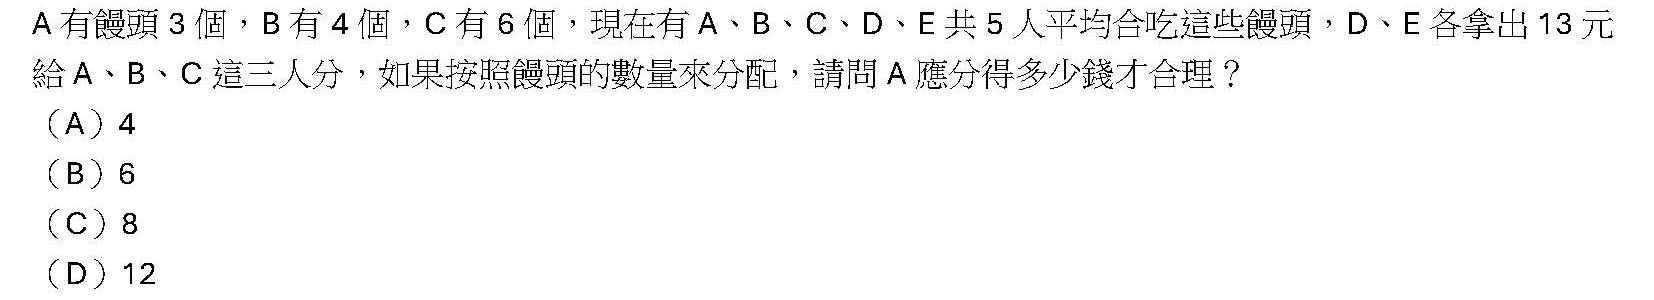 A 有饅頭 3 個，B 有 4 個，C 有 6 個，現在有 A、B、C、D、E 共 5 人平均合吃這些饅頭，D、E 各拿出 13 元
給 A、B、C 這三人分，如果按照饅頭的數量來分配，請問 A 應分得多少錢才合理？
（A）4
（B）6
（C）8
（D）12